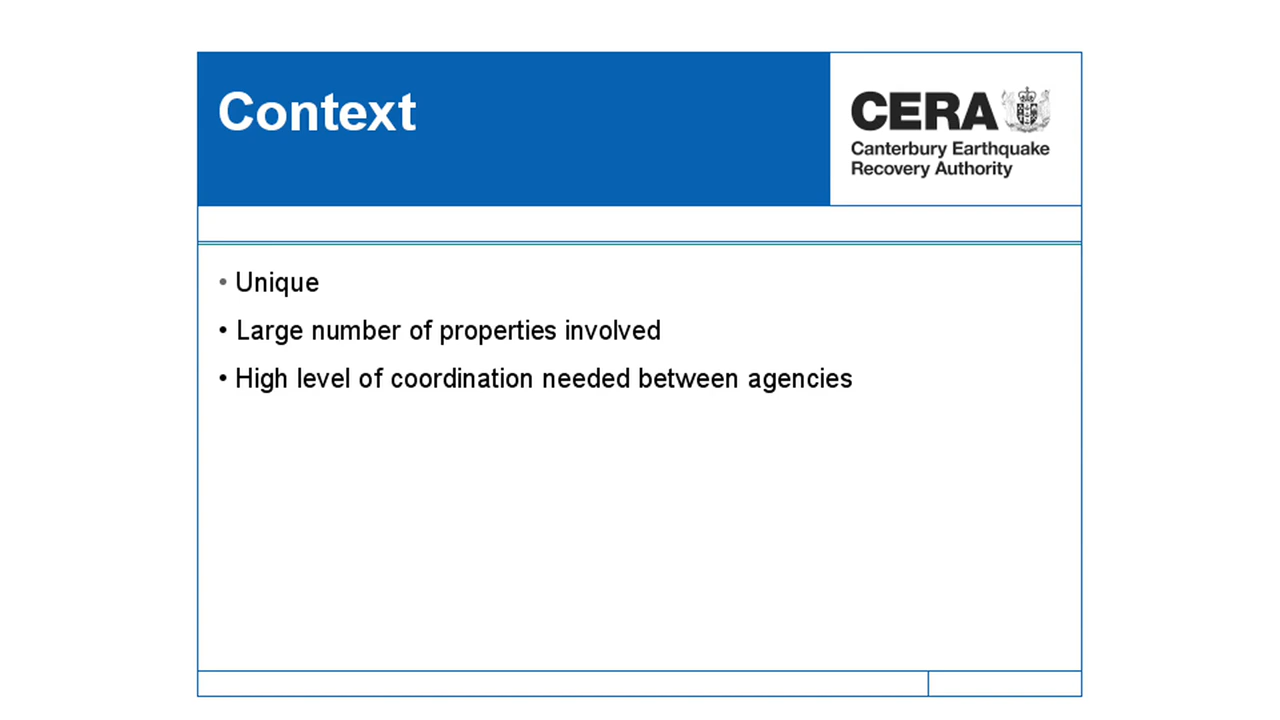 Context
CERA
Canterbury Earthquake
Recovery Authority
• Unique
• Large number of properties involved
• High level of coordination needed between agencies